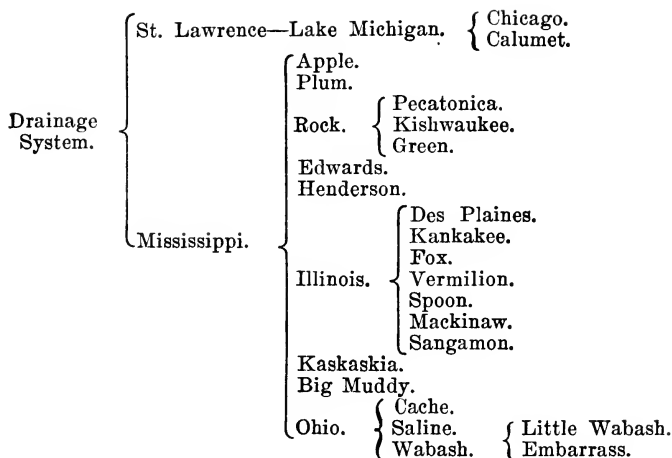 St. Lawrence—Lake Michigan. Chicago.
Calumet.
Apple.
Plum.
Drainage System.
Rock. Pecatonica.
Kishwaukee.
Green.
Edwards.
Henderson.
Mississippi.
Illinois. Des Plaines.
Kankakee.
Fox.
Vermilion.
Spoon.
Mackinaw.
Sangamon.
Kaskaskia.
Big Muddy.
Ohio. Cache.
Saline.
Wabash. Little Wabash.
Embarrass.